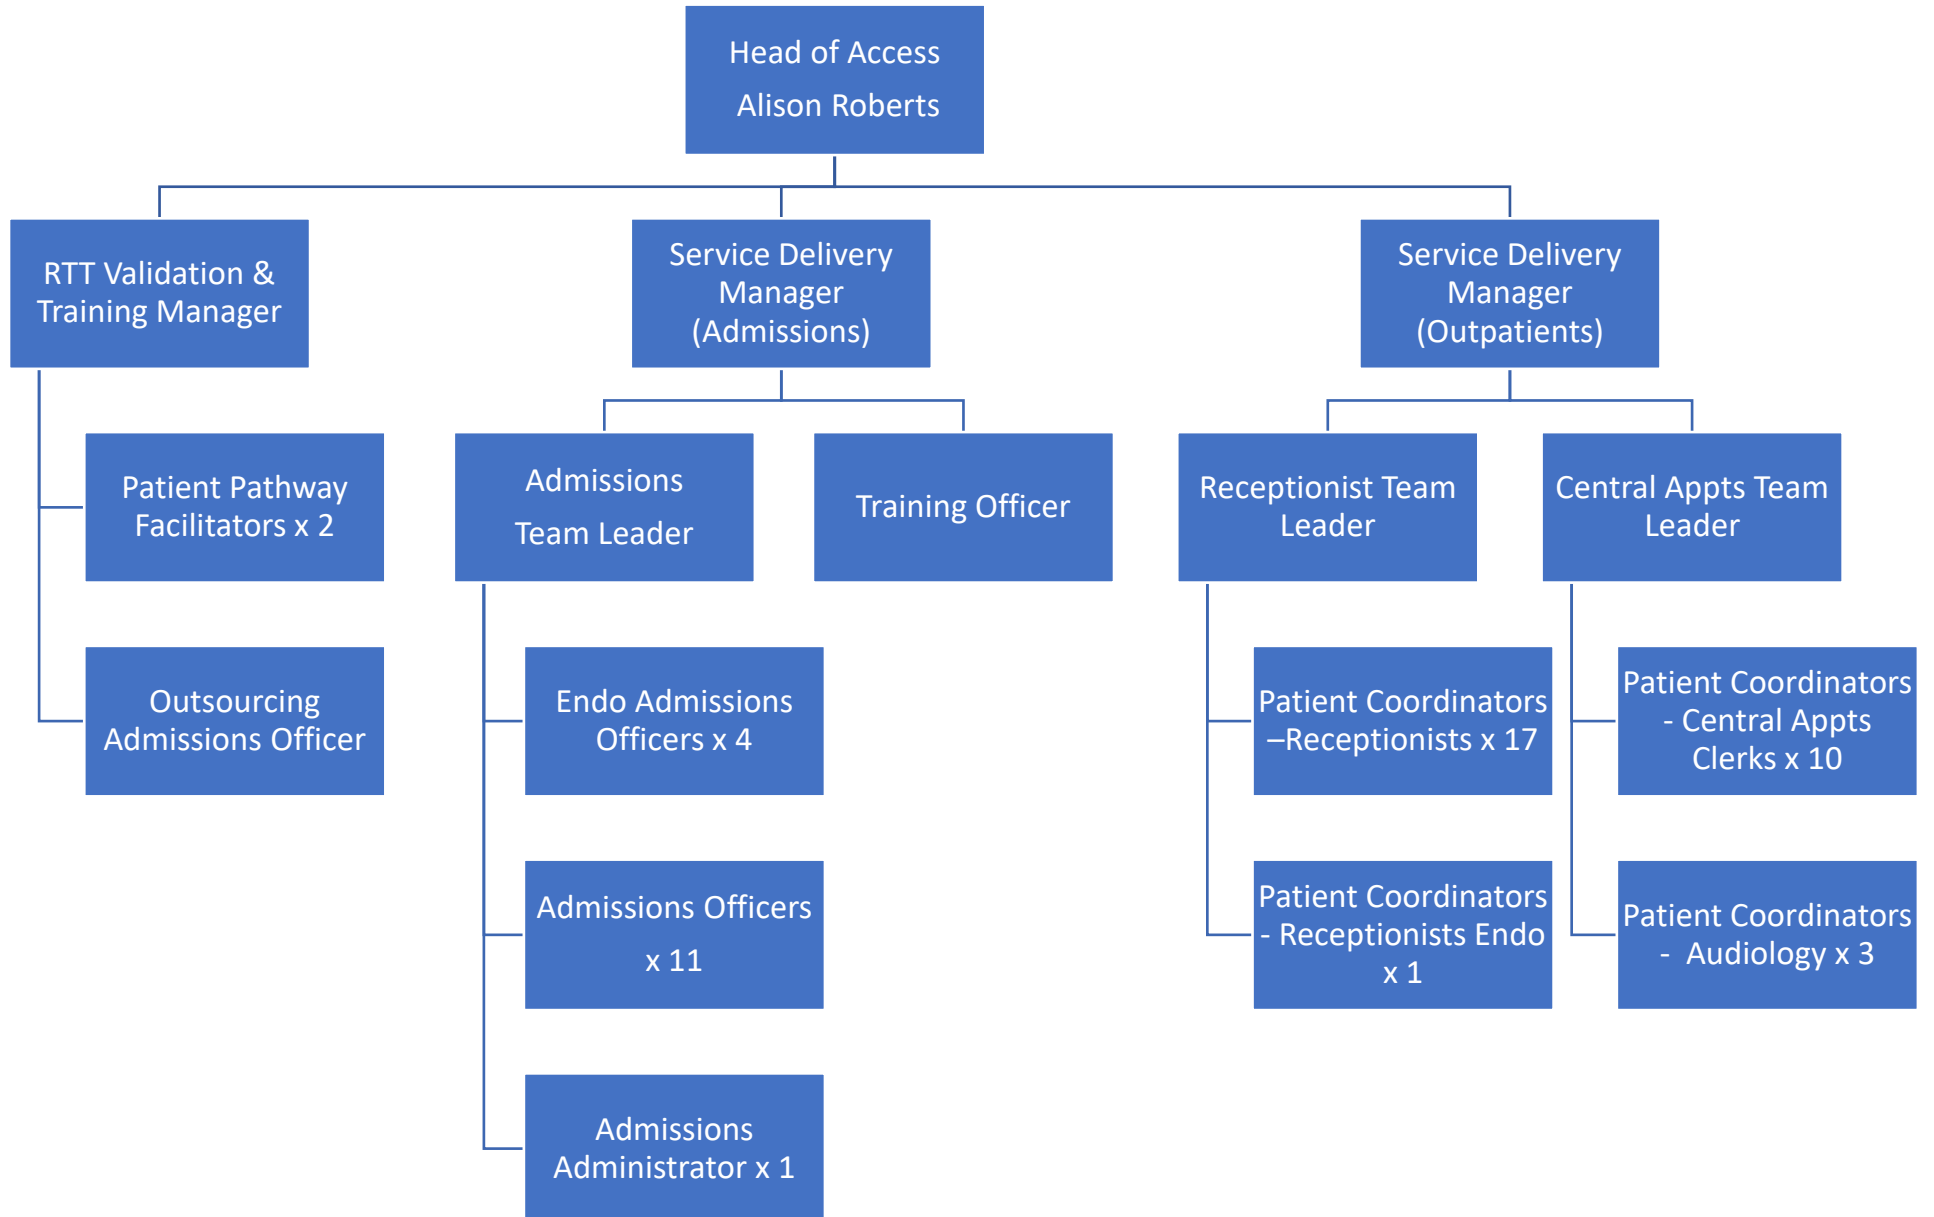 Head of Access
Alison Roberts
RTT Validation &
Training Manager
Service Delivery
Manager
(Admissions)
Service Delivery
Manager
(Outpatients)
Patient Pathway
Facilitators x 2
Outsourcing
Admissions Officer
Admissions
Team Leader
Training Officer
Endo Admissions
Officers x 4
Admissions Officers
x 11
Admissions
Administrator x 1
Receptionist Team
Leader
Central Appts Team
Leader
Patient Coordinators
–Receptionists x 17
Patient Coordinators
- Receptionists Endo
x 1
Patient Coordinators
- Central Appts
Clerks x 10
Patient Coordinators
- Audiology x 3